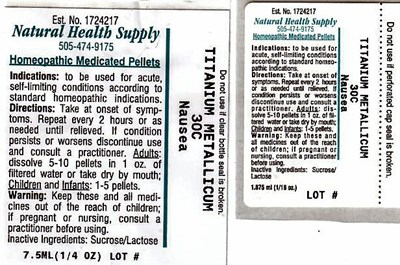 Est. No. 1724217
Natural Health Supply
505-474-9175
Homeopathic Medicated Pellets
Indications: to be used for acute,
self-limiting conditions according
to standard homeopathic indications.
Directions: Take at onset of symp-
toms. Repeat every 2 hours or as
needed until relieved. If condition
persists or worsens discontinue use
and consult a practitioner. Adults:
dissolve 5-10 pellets in 1 oz. of
filtered water or take dry by mouth;
Children and Infants: 1-5 pellets.
Warning: Keep these and all medi-
cines out of the reach of children;
if pregnant or nursing, consult a
practitioner before using.
Inactive Ingredients: Sucrose/Lactose
7.5ML(1/4 OZ) LOT #
TITANIUM METALLICUM
30C
Nausea
Do not use if clear bottle seal is broken.
Est. No. 1724217
Natural Health Supply
505-474-9175
Homeopathic Medicated Pellets
Indications: to be used for acute,
self-limiting conditions according
to standard homeopathic indications.
Directions: Take at onset of
symptoms. Repeat every 2 hours or
as needed until relieved. If
condition persists or worsens
discontinue use and consult a
practitioner. Adults: dissolve
5-10 pellets in 1 oz. of filtered
water or take dry by mouth;
Children and Infants: 1-5 pellets.
Warning: Keep these and all
medicines out of the reach of
children; if pregnant or nursing,
consult a practitioner before using.
Inactive Ingredients: Sucrose/
Lactose
1.875 ml (1/16 oz.)
LOT #
TITANIUM METALLICUM
30C
Nausea
Do not use if perforated cap seal is broken.